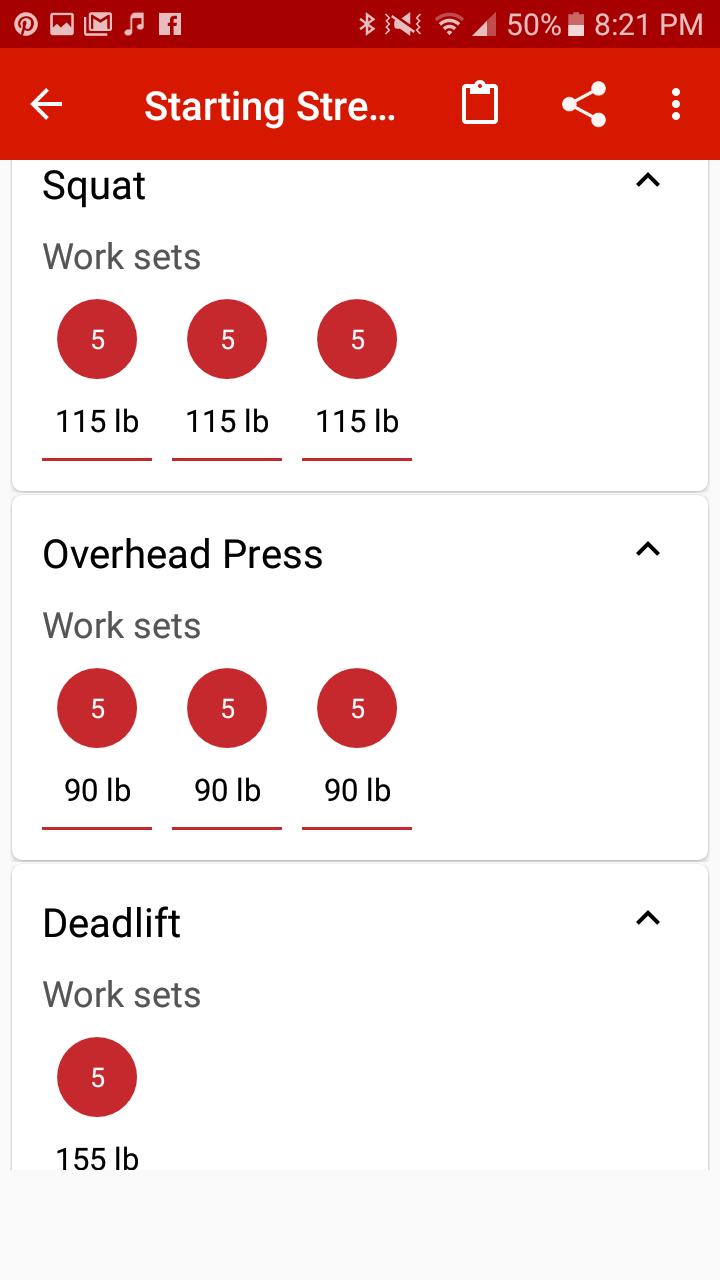 50% 8:21 PM
Starting Stre...
Squat
Work sets
5 5 5
115 lb 115 lb 115 lb
Overhead Press
Work sets
5 5 5
90 lb 90 lb 90 lb
Deadlift
Work sets
5
155 lb